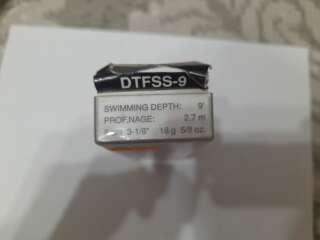 DTFSS-9
SWIMMING DEPTH: 9'
PROF.NAGE: 2.7 m
3-1/8" 18 g 5/8 oz.